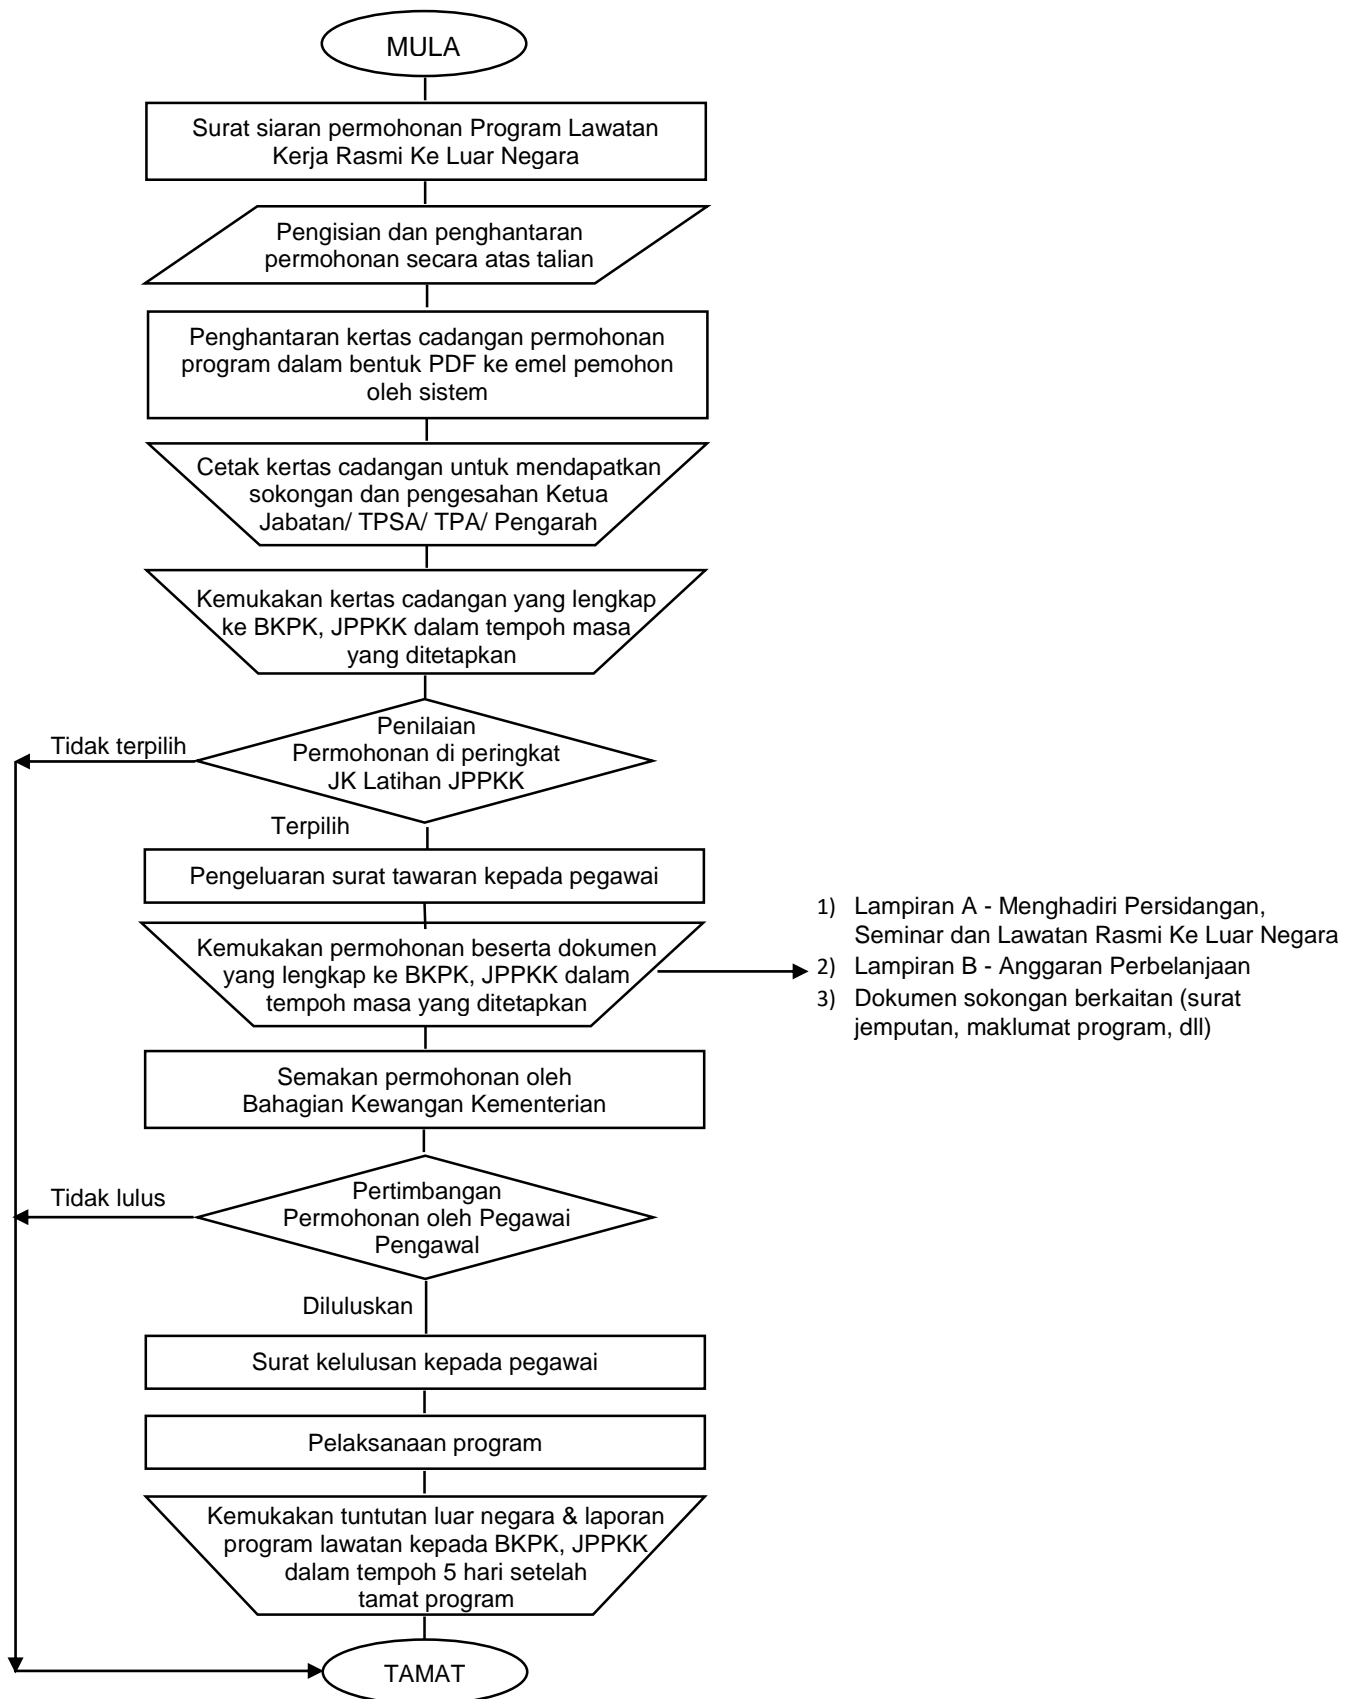 MULA
Surat siaran permohonan Program Lawatan
Kerja Rasmi Ke Luar Negara
Pengisian dan penghantaran
permohonan secara atas talian
Penghantaran kertas cadangan permohonan
program dalam bentuk PDF ke emel pemohon
oleh sistem
Cetak kertas cadangan untuk mendapatkan
sokongan dan pengesahan Ketua
Jabatan/ TPSA/ TPA/ Pengarah
Kemukakan kertas cadangan yang lengkap
ke BKPK, JPPKK dalam tempoh masa
yang ditetapkan
Penilaian
Permohonan di peringkat
JK Latihan JPPKK
Tidak terpilih
Terpilih
Pengeluaran surat tawaran kepada pegawai
Kemukakan permohonan beserta dokumen
yang lengkap ke BKPK, JPPKK dalam
tempoh masa yang ditetapkan
1) Lampiran A - Menghadiri Persidangan,
Seminar dan Lawatan Rasmi Ke Luar Negara
2) Lampiran B - Anggaran Perbelanjaan
3) Dokumen sokongan berkaitan (surat
jemputan, maklumat program, dll)
Semakan permohonan oleh
Bahagian Kewangan Kementerian
Pertimbangan
Permohonan oleh Pegawai
Pengawal
Tidak lulus
Diluluskan
Surat kelulusan kepada pegawai
Pelaksanaan program
Kemukakan tuntutan luar negara & laporan
program lawatan kepada BKPK, JPPKK
dalam tempoh 5 hari setelah
tamat program
TAMAT